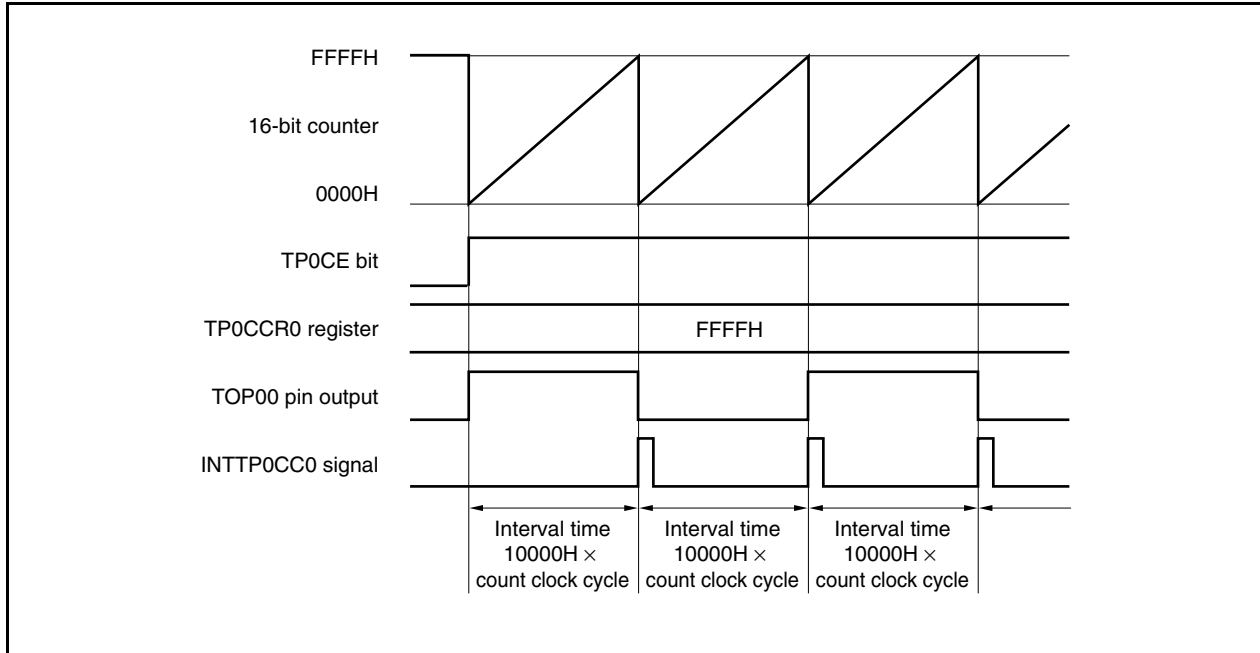 FFFFH
16-bit counter
0000H
TP0CE bit
TP0CCR0 register
FFFFH
TOP00 pin output
INTTP0CC0 signal
Interval time
10000H ×
count clock cycle
Interval time
10000H ×
count clock cycle
Interval time
10000H ×
count clock cycle